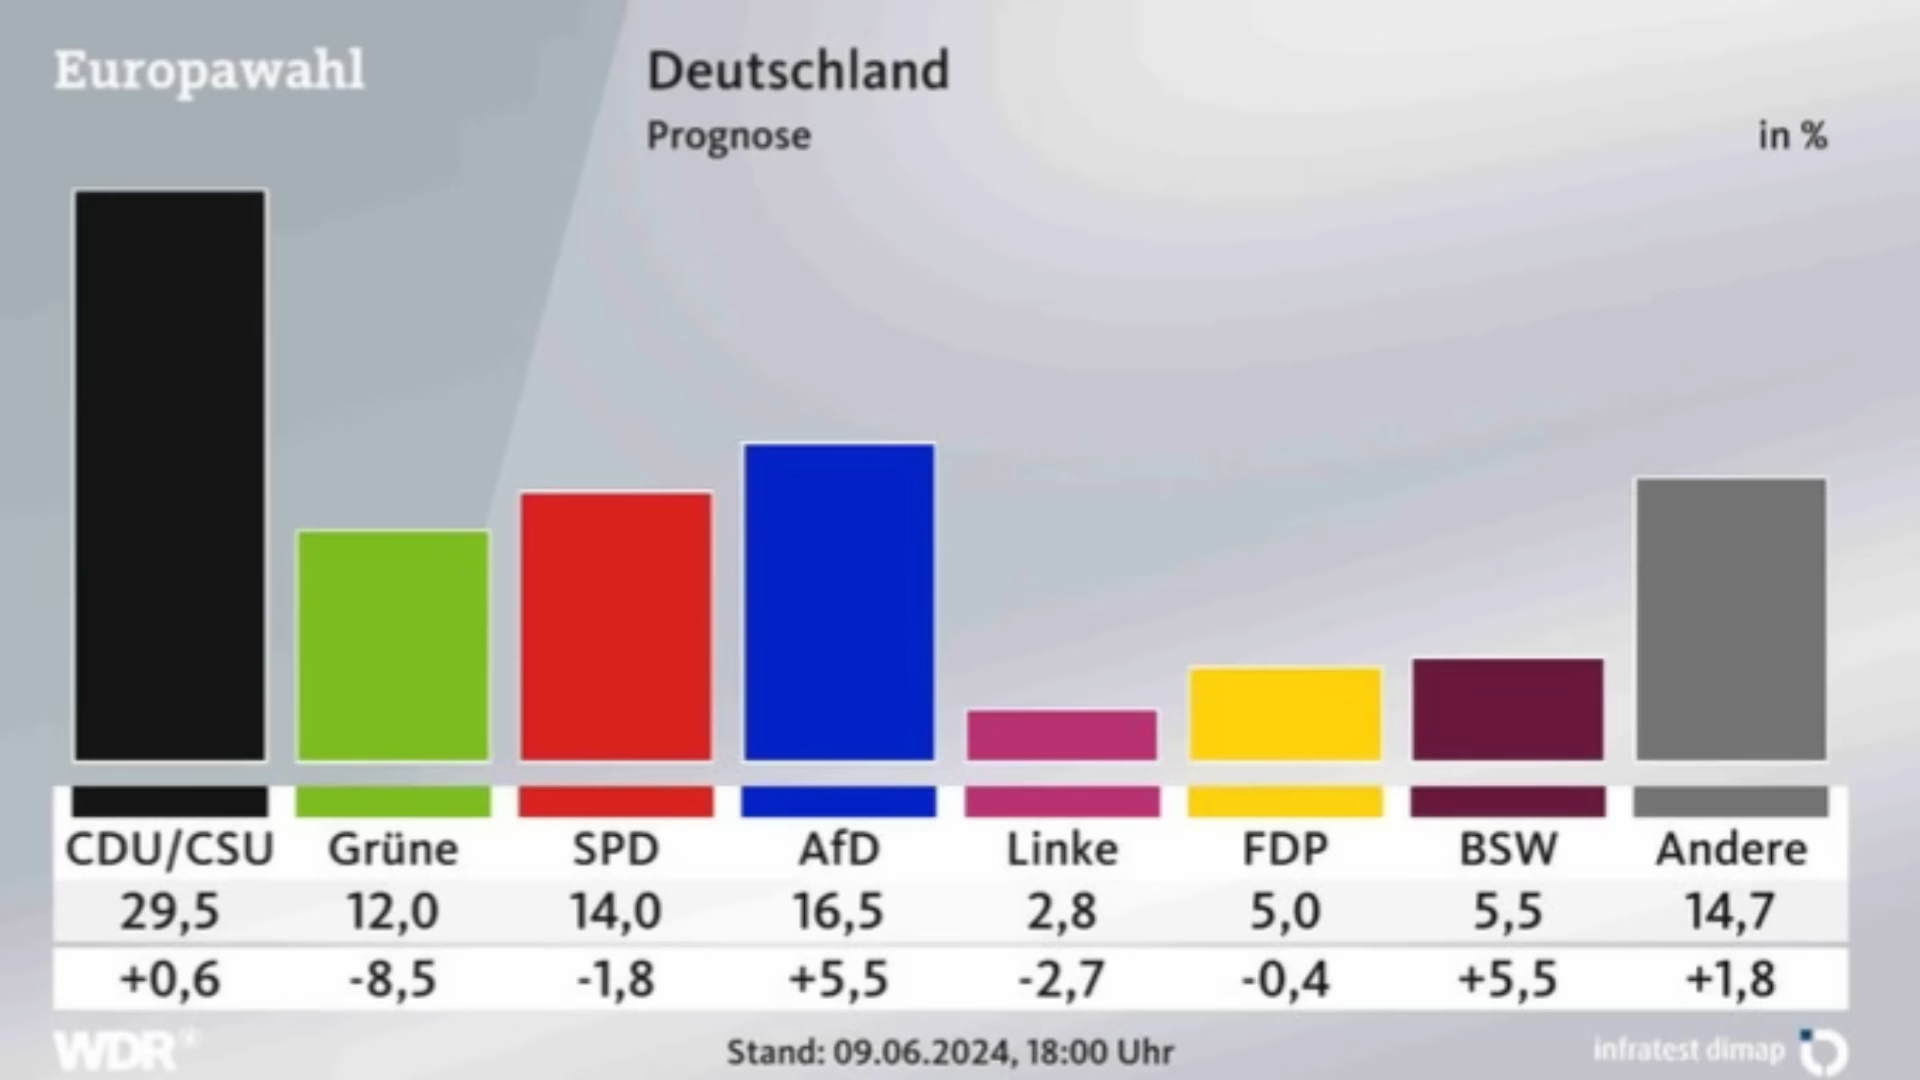 Europawahl
Deutschland
Prognose
in %
CDU/CSU Grüne SPD AfD Linke FDP BSW Andere
29,5 12,0 14,0 16,5 2,8 5,0 5,5 14,7
+0,6 -8,5 -1,8 +5,5 -2,7 -0,4 +5,5 +1,8
WDR Stand: 09.06.2024, 18:00 Uhr infratest dimap